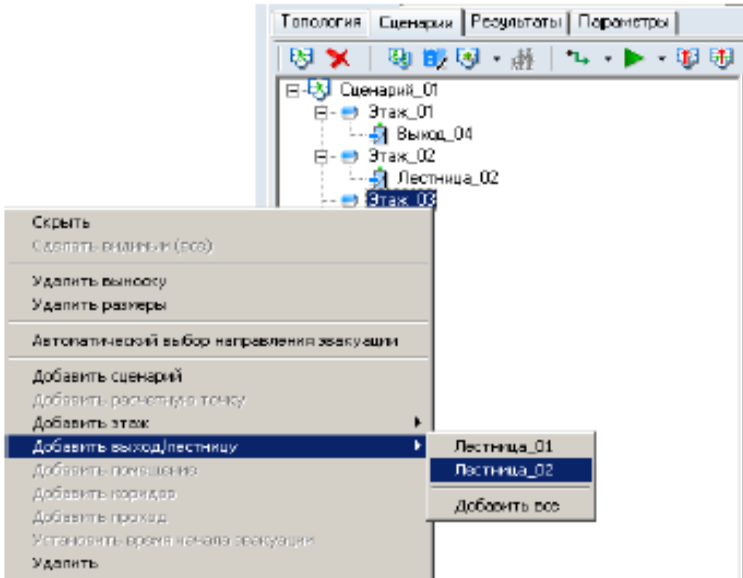 Топология Сценарии Результаты Параметры
Сценарий_01
Этаж_01
Выход_04
Этаж_02
Лестница_02
Этаж_03
Скрыть
Сделать видимым (все)
Удалить выноску
Удалить размеры
Автоматический выбор направления эвакуации
Добавить сценарий
Добавить расчетную точку
Добавить этаж
Добавить выход/лестницу
Лестница_01
Лестница_02
Добавить все
Добавить помещение
Добавить коридор
Добавить проход
Установить время начала эвакуации
Удалить